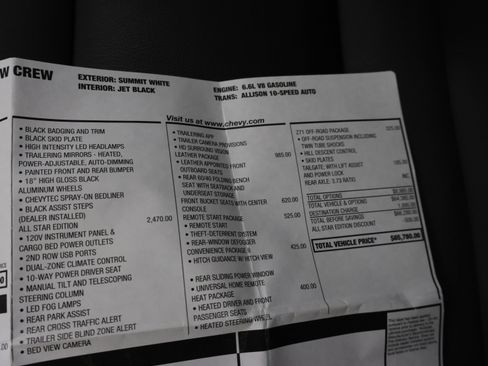 W CREW
EXTERIOR: SUMMIT WHITE
INTERIOR: JET BLACK
ENGINE: 6.6L V8 GASOLINE
TRANS: ALLISON 10-SPEED AUTO
Visit us at www.chevy.com
• BLACK BADGING AND TRIM
• BLACK SKID PLATE
• HIGH INTENSITY LED HEADLAMPS
• TRAILERING MIRRORS - HEATED,
POWER-ADJUSTABLE, AUTO-DIMMING
• PAINTED FRONT AND REAR BUMPER
• 18" HIGH GLOSS BLACK
ALUMINUM WHEELS
• CHEVYTEC SPRAY-ON BEDLINER
• BLACK ASSIST STEPS
(DEALER INSTALLED)
ALL STAR EDITION 2,470.00
• 120V INSTRUMENT PANEL &
CARGO BED POWER OUTLETS
• 2ND ROW USB PORTS
• DUAL-ZONE CLIMATE CONTROL
• 10-WAY POWER DRIVER SEAT
• MANUAL TILT AND TELESCOPING
STEERING COLUMN
• LED FOG LAMPS
• REAR PARK ASSIST
• REAR CROSS TRAFFIC ALERT
• TRAILER SIDE BLIND ZONE ALERT
• BED VIEW CAMERA
• TRAILERING APP
• TRAILER CAMERA PROVISIONS
• HD SURROUND VISION
LEATHER PACKAGE 985.00
• LEATHER APPOINTED FRONT
OUTBOARD SEATS
• REAR 60/40 FOLDING BENCH
SEAT WITH SEATBACK AND
UNDERSEAT STORAGE
FRONT BUCKET SEATS WITH CENTER 620.00
CONSOLE
REMOTE START PACKAGE 525.00
• REMOTE START
• THEFT-DETERRENT SYSTEM
• REAR-WINDOW DEFOGGER
CONVENIENCE PACKAGE II 425.00
• HITCH GUIDANCE W/ HITCH VIEW
• REAR SLIDING POWER WINDOW
• UNIVERSAL HOME REMOTE
HEAT PACKAGE 400.00
• HEATED DRIVER AND FRONT
PASSENGER SEATS
• HEATED STEERING WHEEL
Z71 OFF-ROAD PACKAGE
• OFF-ROAD SUSPENSION INCLUDING
TWIN TUBE SHOCKS
• HILL DESCENT CONTROL
• SKID PLATES
TAILGATE, WITH LIFT ASSIST
AND POWER LOCK
REAR AXLE: 3.73 RATIO INC.
TOTAL OPTIONS
TOTAL VEHICLE & OPTIONS
DESTINATION CHARGE
TOTAL BEFORE SAVINGS
ALL STAR EDITION DISCOUNT
TOTAL VEHICLE PRICE* $65,780.00